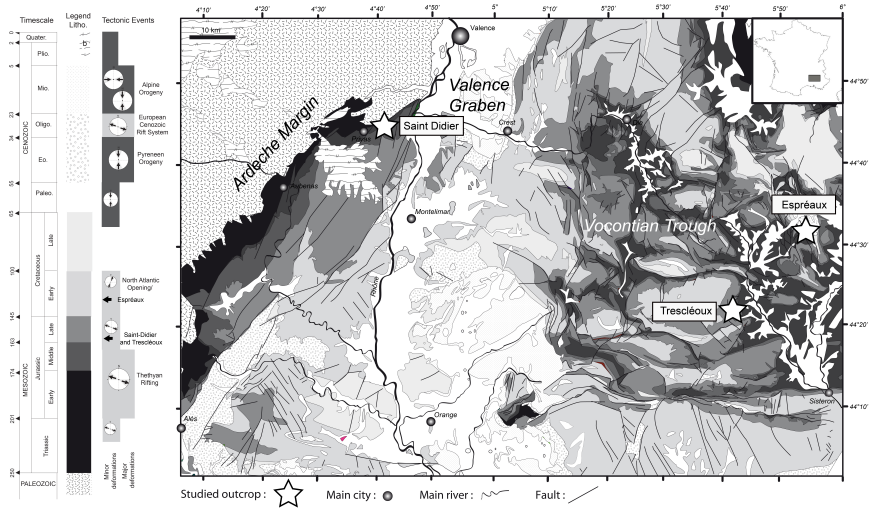 Timescale
Legend
Litho.
Tectonic Events
Minor
deformations
Major
deformations
0
2
5
23
34
55
65
100
145
163
174
201
250
CENOZOIC
MESOZOIC
PALEOZOIC
Quater.
Plio.
Mio.
Oligo.
Eo.
Paleo.
Cretaceous
Jurassic
Triassic
Late
Early
Late
Middle
Early
b
Alpine
Orogeny
European
Cenozoic
Rift System
Pyreneen
Orogeny
North Atlantic
Opening/
Espréaux
Saint-Didier
and Trescléoux
Thethyan
Rifting
4°10'
4°20'
4°30'
4°40'
4°50'
5°
5°10'
5°20'
5°30'
5°40'
5°50'
6°
44°50'
44°40'
44°30'
44°20'
44°10'
10 km
Valence
Valence
Graben
Ardeche Margin
Saint Didier
Privas
Crest
Aubenas
Montelimar
Rhône
Vocontian Trough
Espréaux
Trescléoux
Sisteron
Orange
Alés
Studied outcrop :
Main city :
Main river :
Fault :